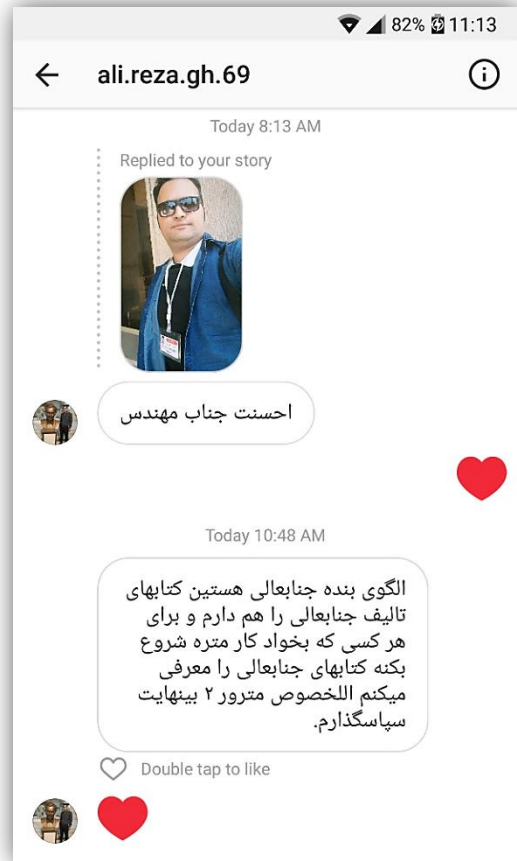 82% 11:13
ali.reza.gh.69
Today 8:13 AM
Replied to your story
احسنت جناب مهندس
Today 10:48 AM
الگوی بنده جنابعالی هستین کتابهای
تالیف جنابعالی را هم دارم و برای
هر کسی که بخواد کار متره شروع
بکنه کتابهای جنابعالی را معرفی
میکنم اللخصوص مترور ۲ بینهایت
سپاسگذارم.
Double tap to like